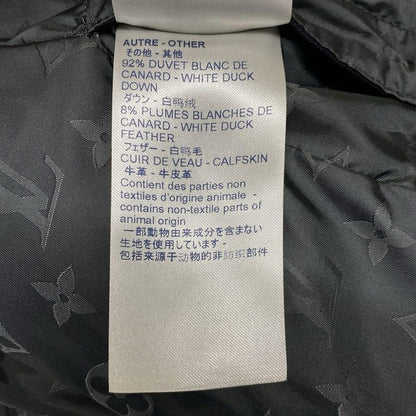 AUTRE - OTHER
その他 - 其他
92% DUVET BLANC DE
CANARD - WHITE DUCK
DOWN
ダウン - 白鸭绒
8% PLUMES BLANCHES DE
CANARD - WHITE DUCK
FEATHER
フェザー - 白鸭毛
CUIR DE VEAU - CALFSKIN
牛革 - 牛皮革
Contient des parties non
textiles d'origine animale -
contains non-textile parts of
animal origin
一部動物由来成分を含まない
生地を使用しています -
包括来源于动物的非纺织部件